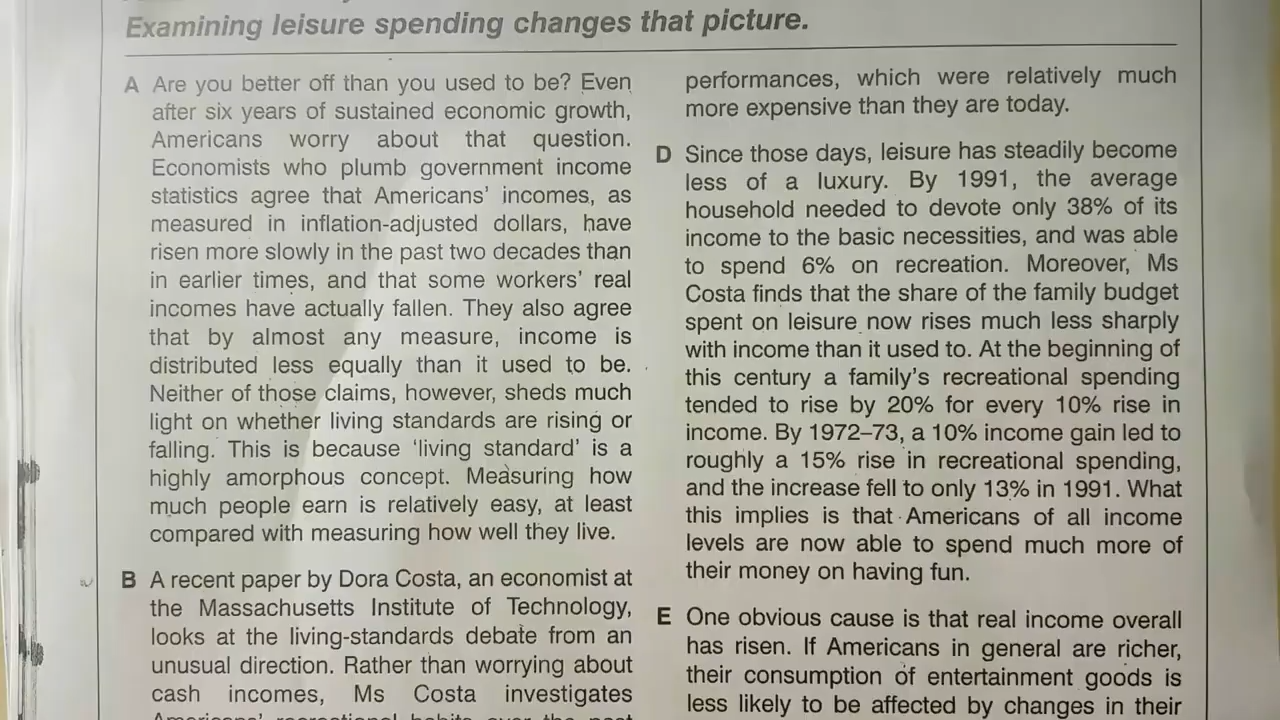 Examining leisure spending changes that picture.
A Are you better off than you used to be? Even
after six years of sustained economic growth,
Americans worry about that question.
Economists who plumb government income
statistics agree that Americans' incomes, as
measured in inflation-adjusted dollars, have
risen more slowly in the past two decades than
in earlier times, and that some workers' real
incomes have actually fallen. They also agree
that by almost any measure, income is
distributed less equally than it used to be.
Neither of those claims, however, sheds much
light on whether living standards are rising or
falling. This is because 'living standard' is a
highly amorphous concept. Measuring how
much people earn is relatively easy, at least
compared with measuring how well they live.
B A recent paper by Dora Costa, an economist at
the Massachusetts Institute of Technology,
looks at the living-standards debate from an
unusual direction. Rather than worrying about
cash incomes, Ms Costa investigates
Americans' recreational habits over the past
performances, which were relatively much
more expensive than they are today.
D Since those days, leisure has steadily become
less of a luxury. By 1991, the average
household needed to devote only 38% of its
income to the basic necessities, and was able
to spend 6% on recreation. Moreover, Ms
Costa finds that the share of the family budget
spent on leisure now rises much less sharply
with income than it used to. At the beginning of
this century a family's recreational spending
tended to rise by 20% for every 10% rise in
income. By 1972–73, a 10% income gain led to
roughly a 15% rise in recreational spending,
and the increase fell to only 13% in 1991. What
this implies is that Americans of all income
levels are now able to spend much more of
their money on having fun.
E One obvious cause is that real income overall
has risen. If Americans in general are richer,
their consumption of entertainment goods is
less likely to be affected by changes in their